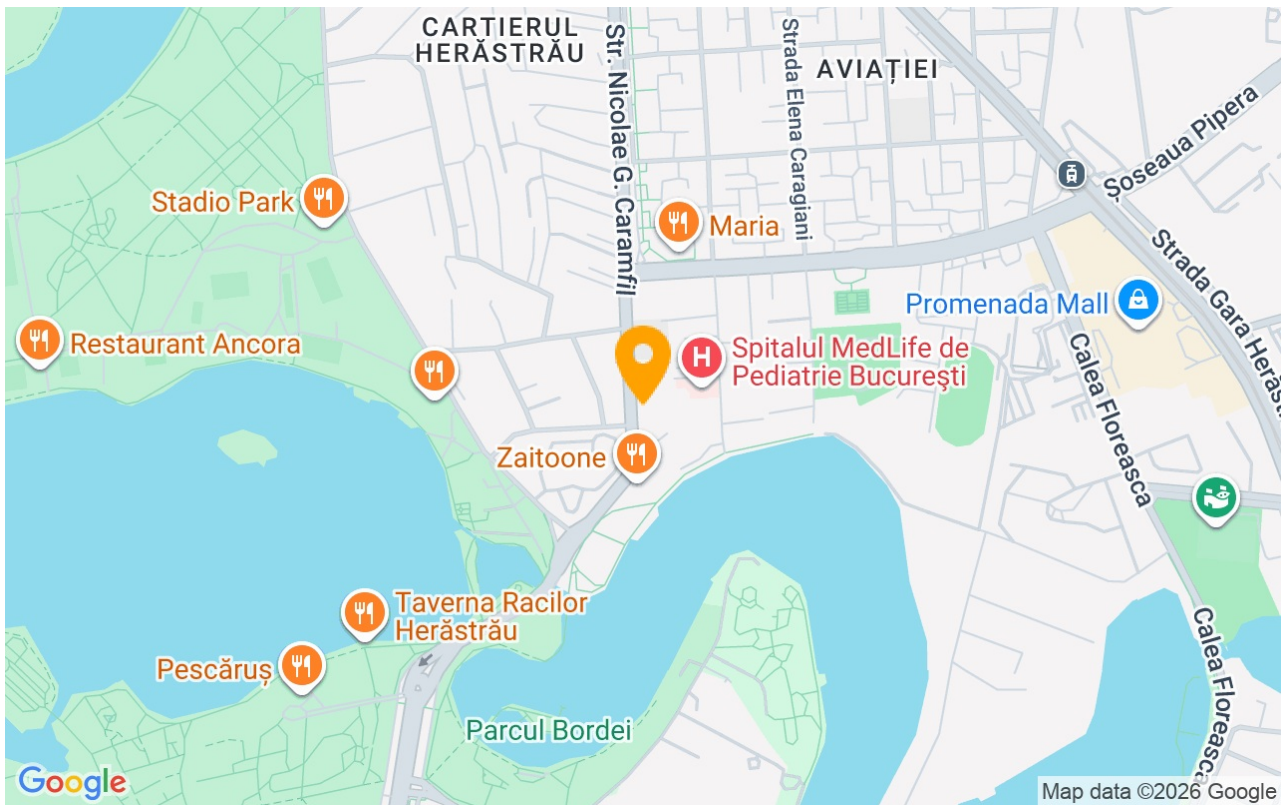 CARTIERUL
HERĂSTRĂU
Str. Nicolae G. Caramfil
Strada Elena Caragiani
AVIAȚIEI
Șoseaua Pipera
Stadio Park
Maria
Strada Gara Herăstr
Promenada Mall
Restaurant Ancora
H
Spitalul MedLife de
Pediatrie București
Calea Floreasca
Zaitoone
Taverna Racilor
Herăstrău
Pescăruș
Calea Floreasca
Parcul Bordei
Google
Map data ©2026 Google